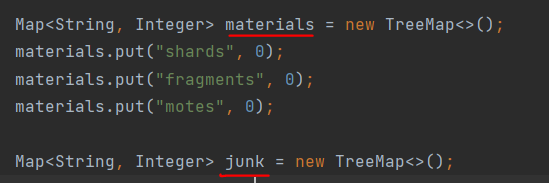 Map<String, Integer> materials = new TreeMap<>();
materials.put("shards", 0);
materials.put("fragments", 0);
materials.put("motes", 0);
Map<String, Integer> junk = new TreeMap<>();